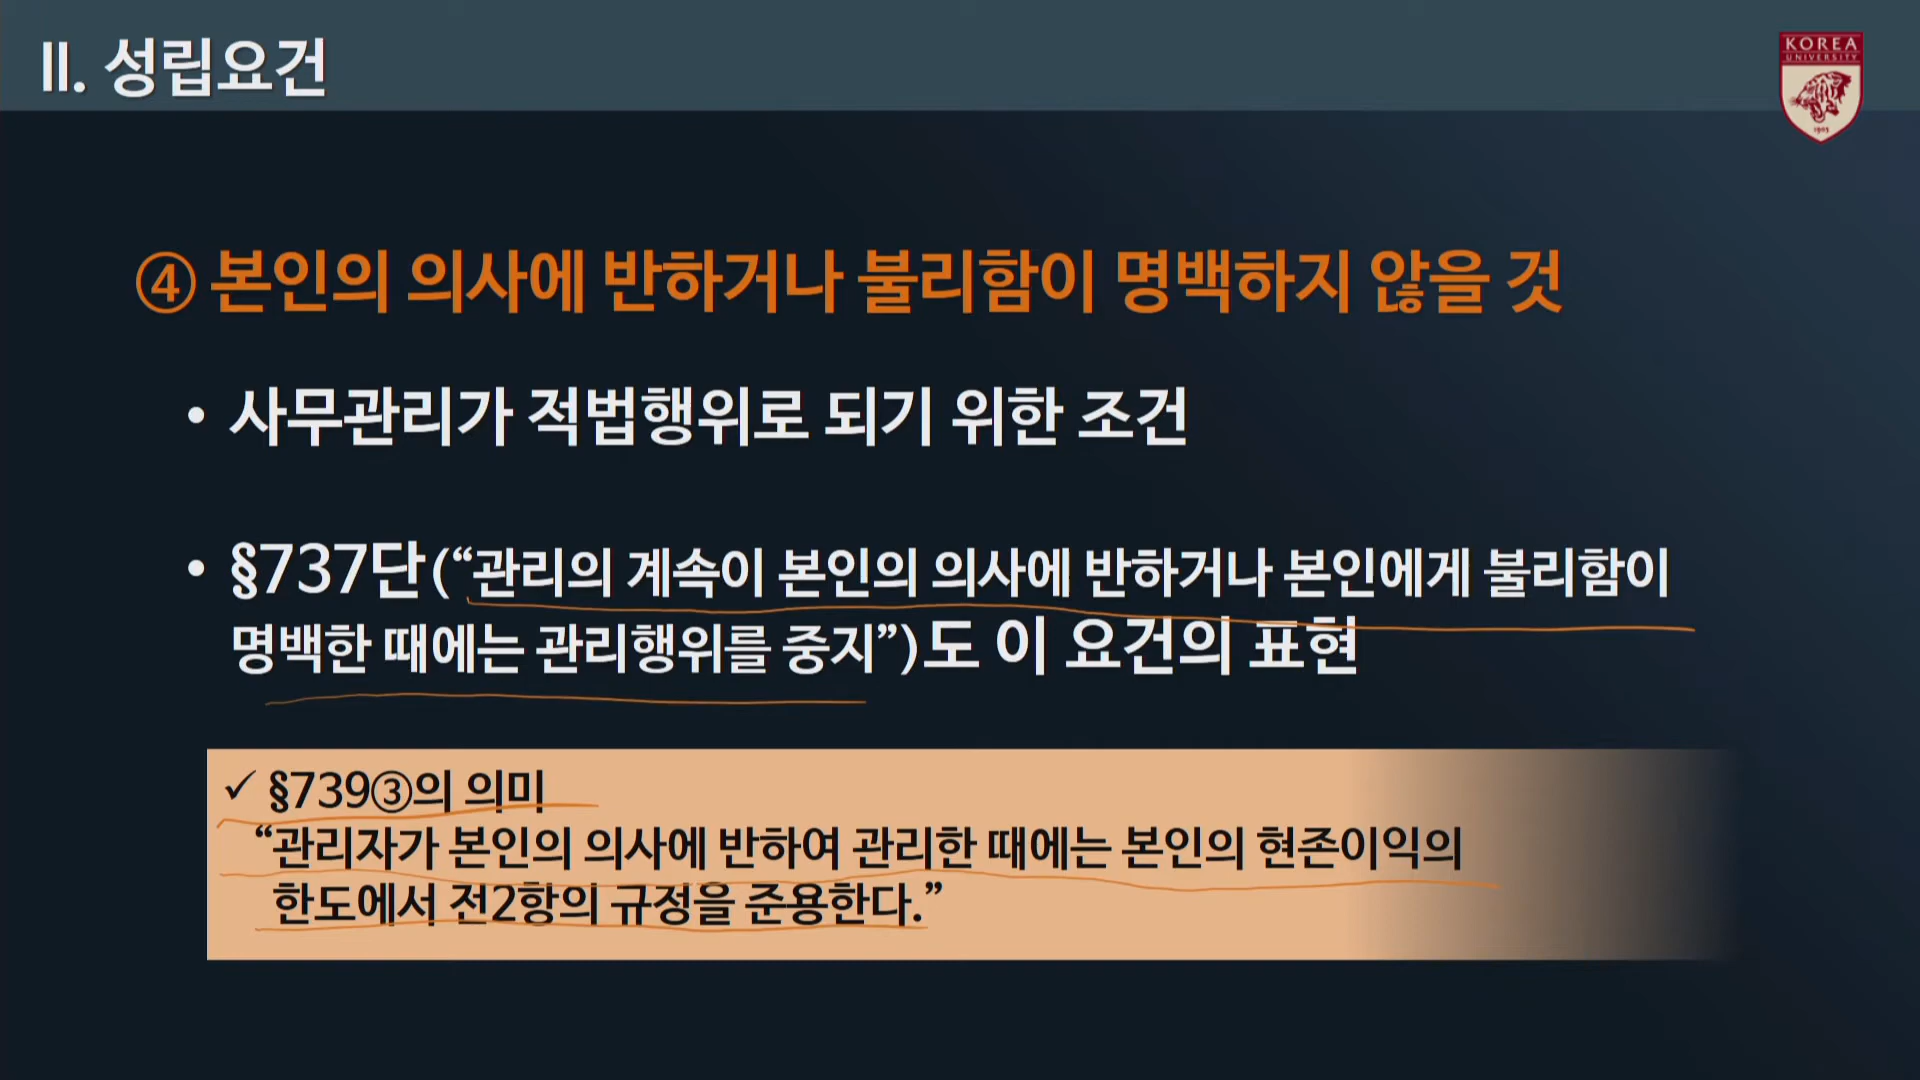 II. 성립요건
KOREA
UNIVERSITY
1905
④ 본인의 의사에 반하거나 불리함이 명백하지 않을 것
• 사무관리가 적법행위로 되기 위한 조건
• §737단(“관리의 계속이 본인의 의사에 반하거나 본인에게 불리함이
명백한 때에는 관리행위를 중지”)도 이 요건의 표현
✓ §739③의 의미
“관리자가 본인의 의사에 반하여 관리한 때에는 본인의 현존이익의
한도에서 전2항의 규정을 준용한다.”